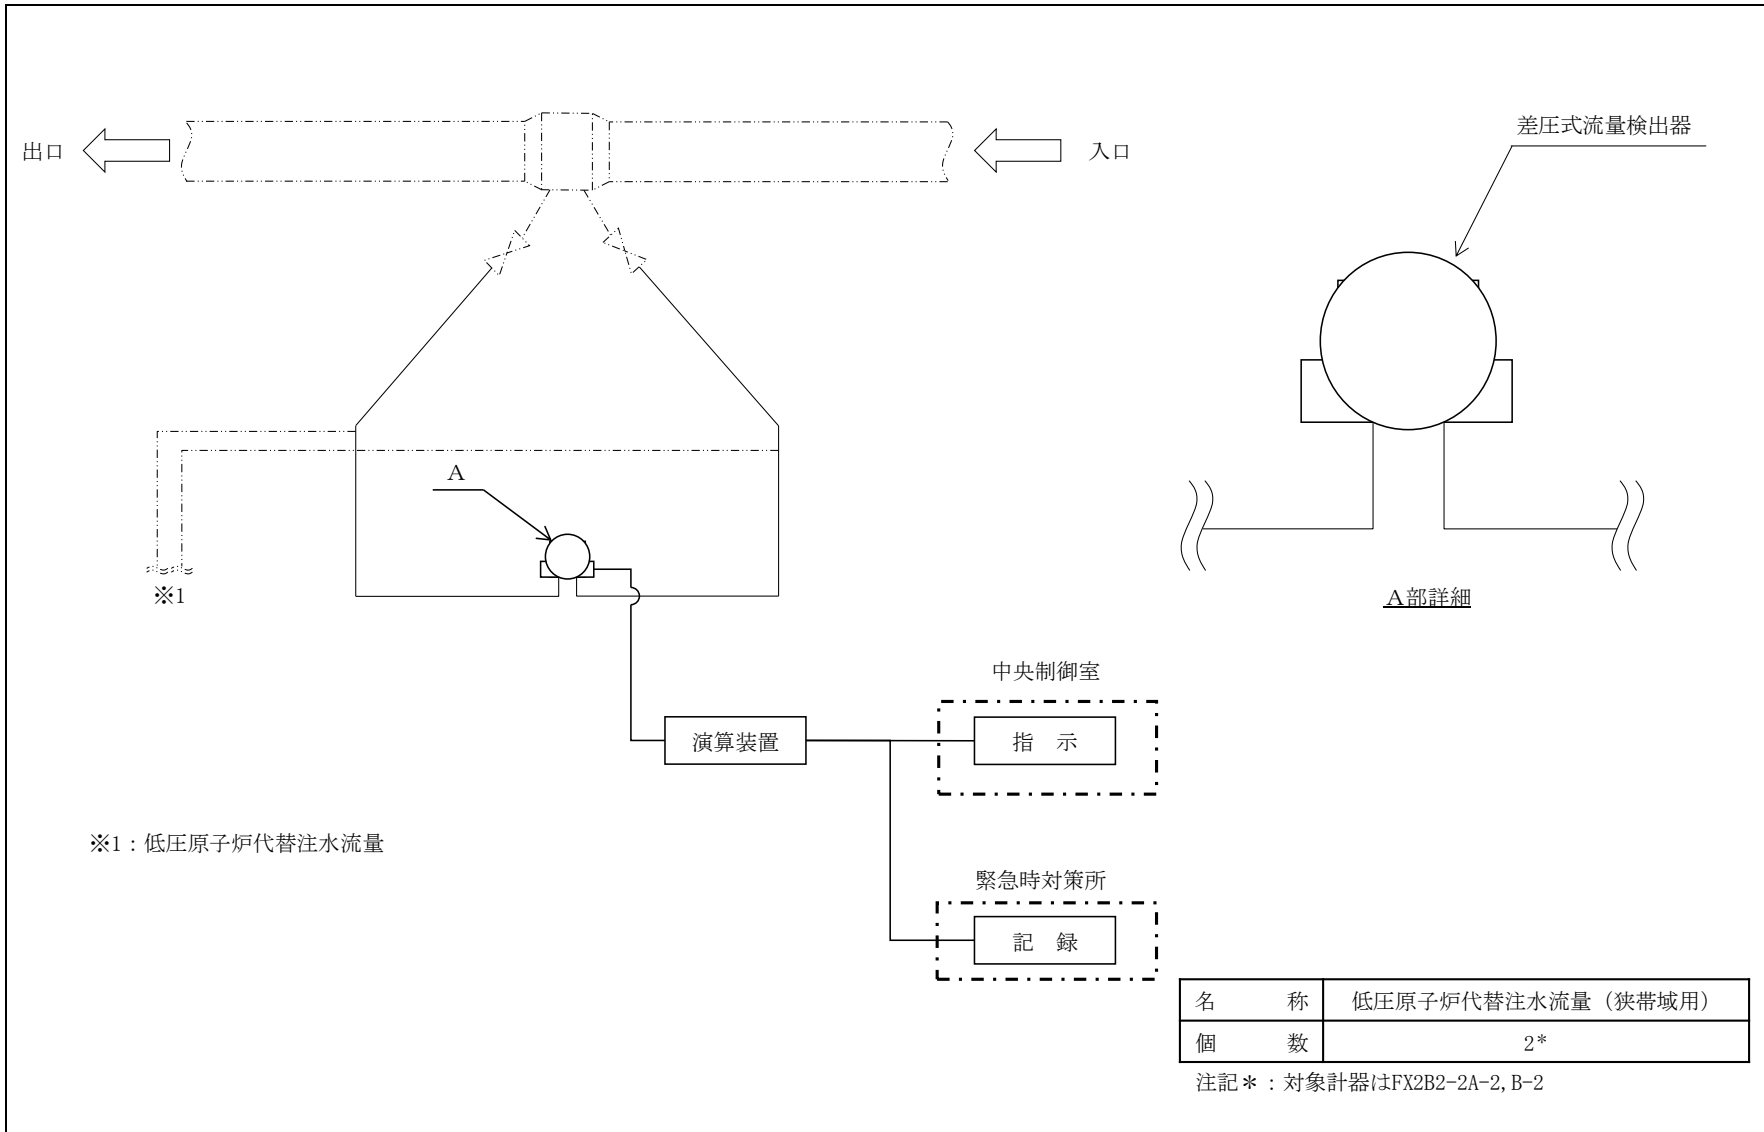 出口
入口
差圧式流量検出器
A
※1
A部詳細
中央制御室
演算装置
指 示
※1：低圧原子炉代替注水流量
緊急時対策所
記 録
名 称 低圧原子炉代替注水流量（狭帯域用）
個 数 2*
注記＊：対象計器はFX2B2-2A-2, B-2